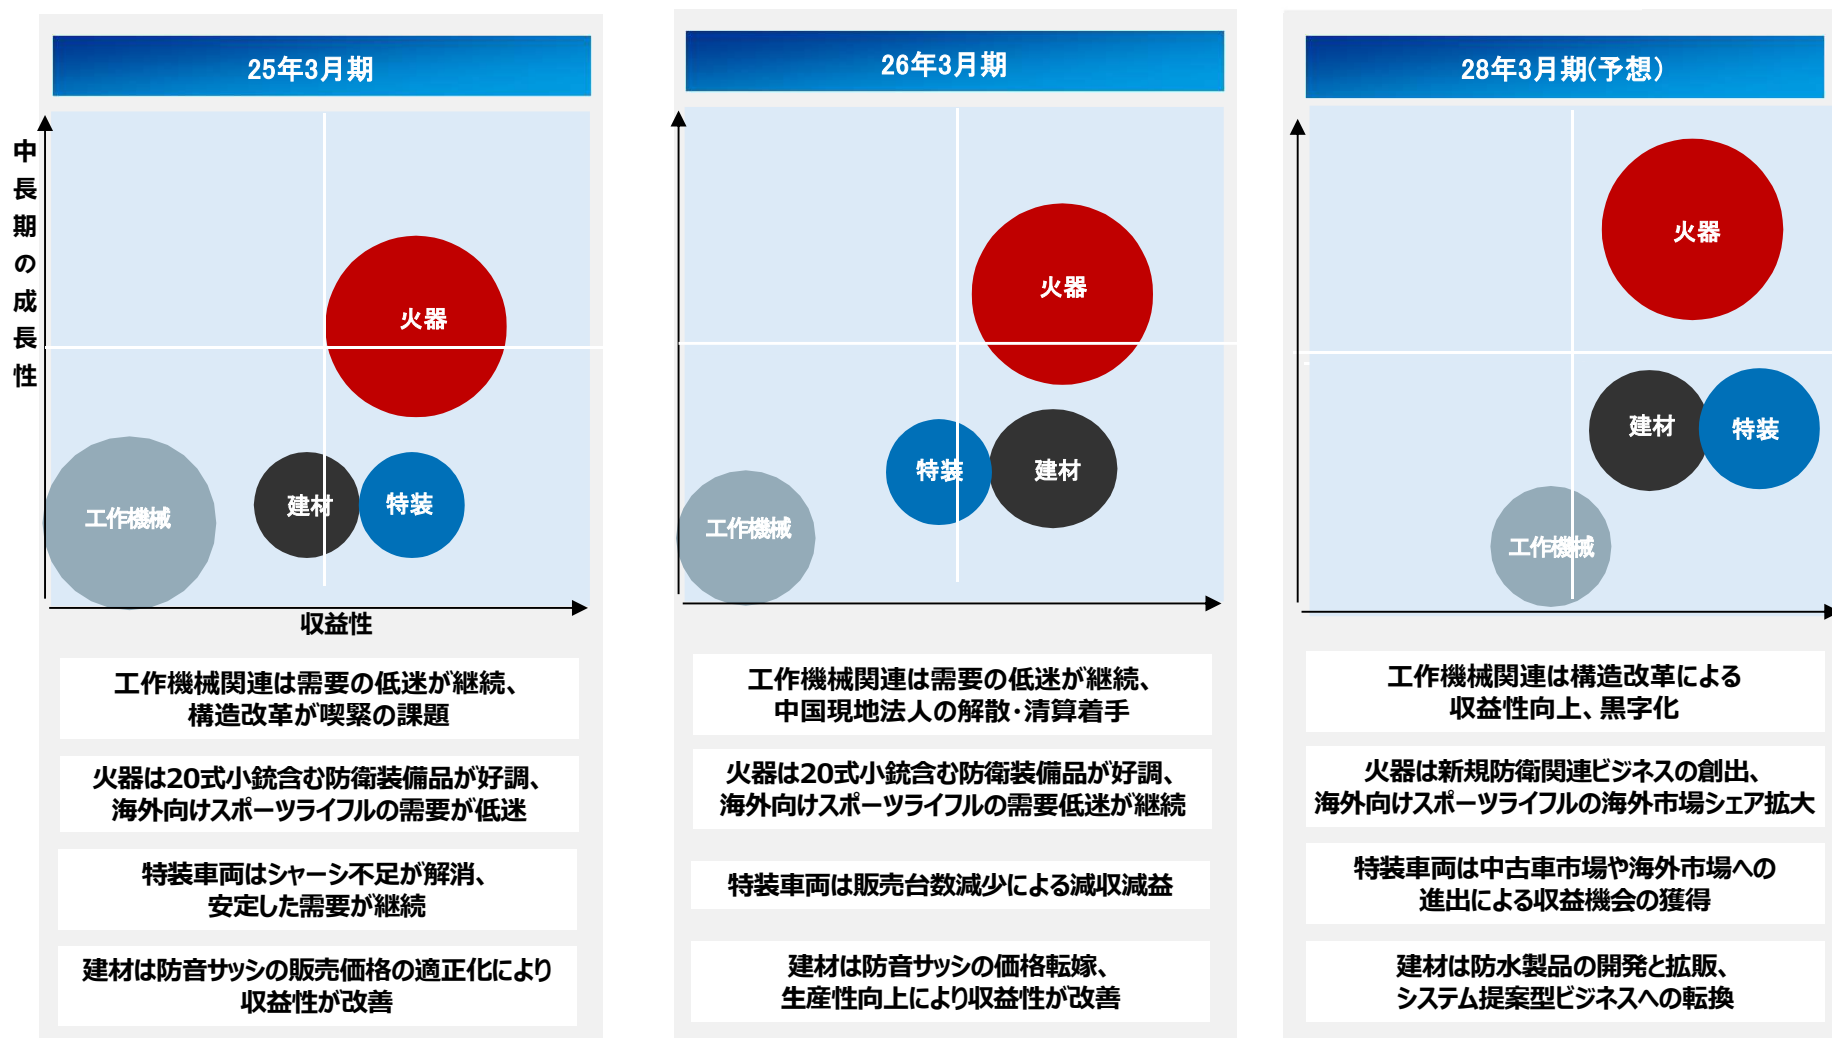 25年3月期
中長期の成長性
火器
工作機械
建材
特装
収益性
工作機械関連は需要の低迷が継続、
構造改革が喫緊の課題
火器は20式小銃含む防衛装備品が好調、
海外向けスポーツライフルの需要が低迷
特装車両はシャーシ不足が解消、
安定した需要が継続
建材は防音サッシの販売価格の適正化により
収益性が改善
26年3月期
火器
特装
建材
工作機械
工作機械関連は需要の低迷が継続、
中国現地法人の解散・清算着手
火器は20式小銃含む防衛装備品が好調、
海外向けスポーツライフルの需要低迷が継続
特装車両は販売台数減少による減収減益
建材は防音サッシの価格転嫁、
生産性向上により収益性が改善
28年3月期(予想)
火器
建材
特装
工作機械
工作機械関連は構造改革による
収益性向上、黒字化
火器は新規防衛関連ビジネスの創出、
海外向けスポーツライフルの海外市場シェア拡大
特装車両は中古車市場や海外市場への
進出による収益機会の獲得
建材は防水製品の開発と拡販、
システム提案型ビジネスへの転換